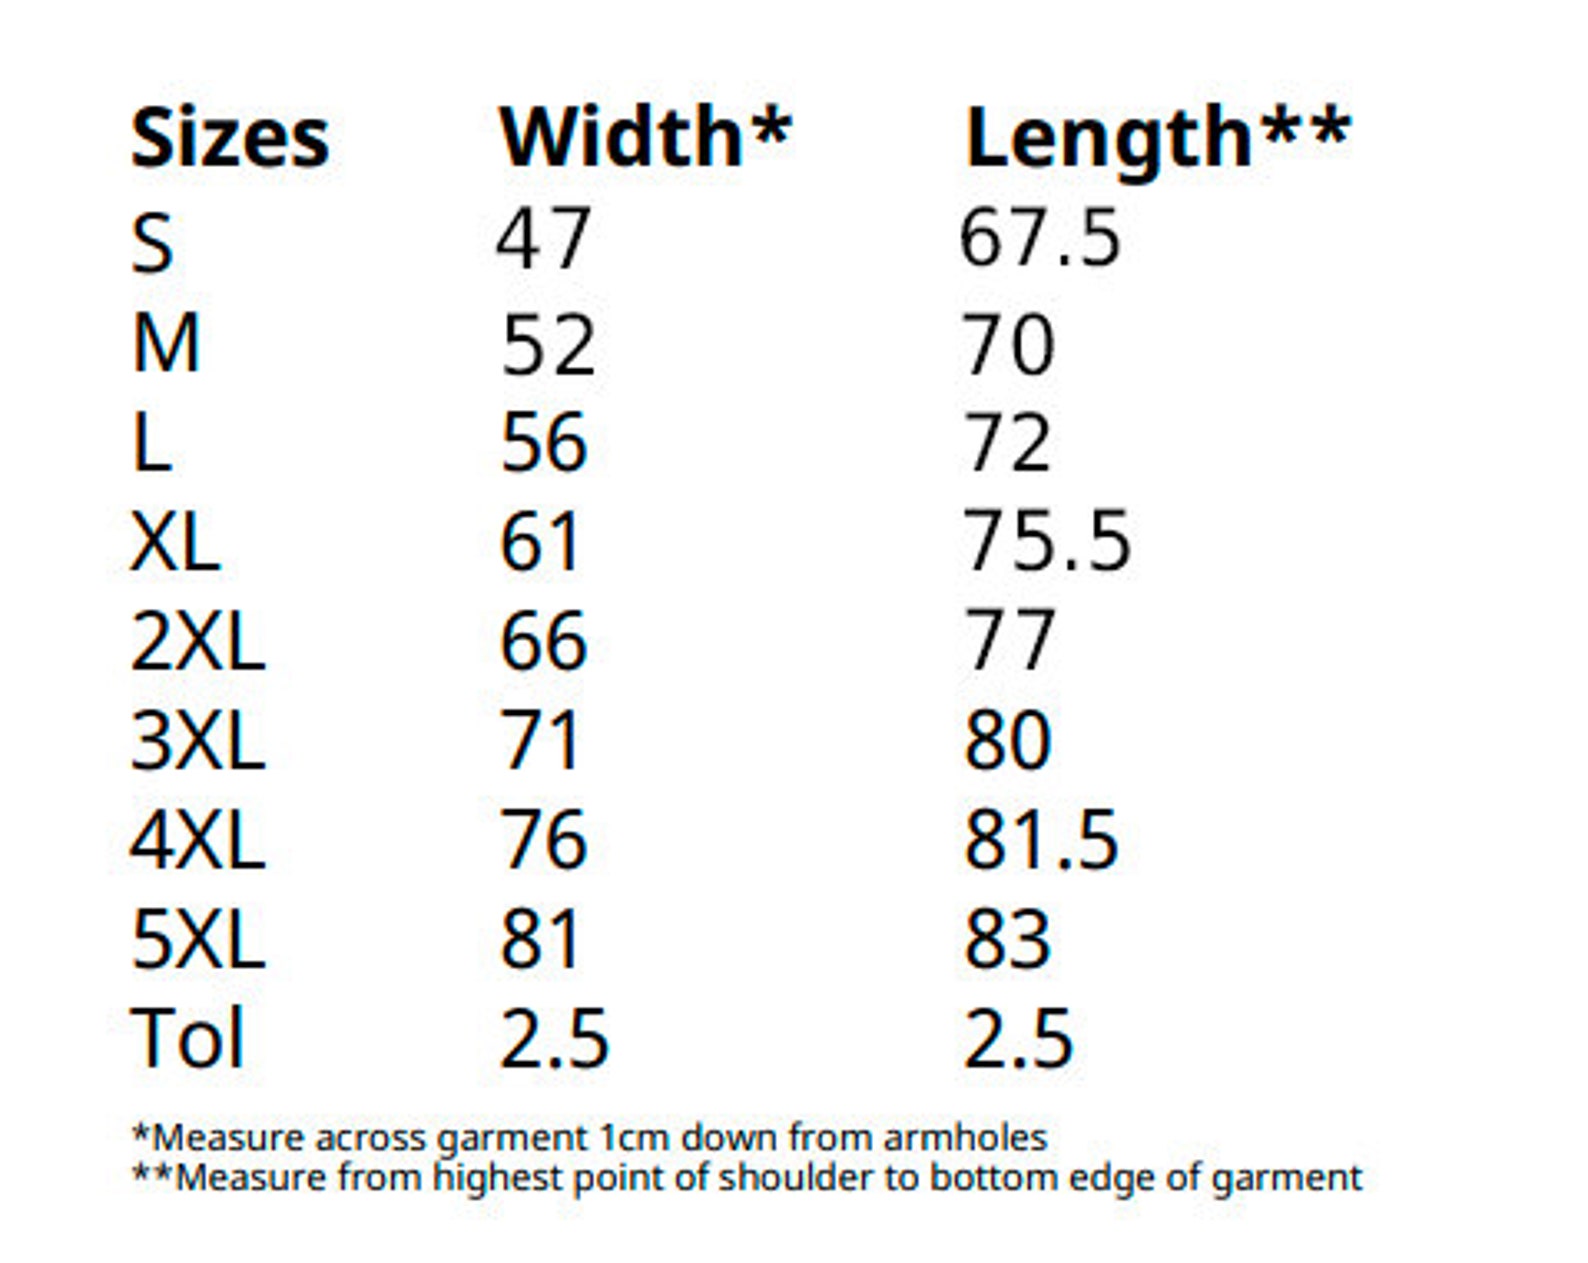 Sizes Width* Length**
S 47 67.5
M 52 70
L 56 72
XL 61 75.5
2XL 66 77
3XL 71 80
4XL 76 81.5
5XL 81 83
Tol 2.5 2.5
*Measure across garment 1cm down from armholes
**Measure from highest point of shoulder to bottom edge of garment